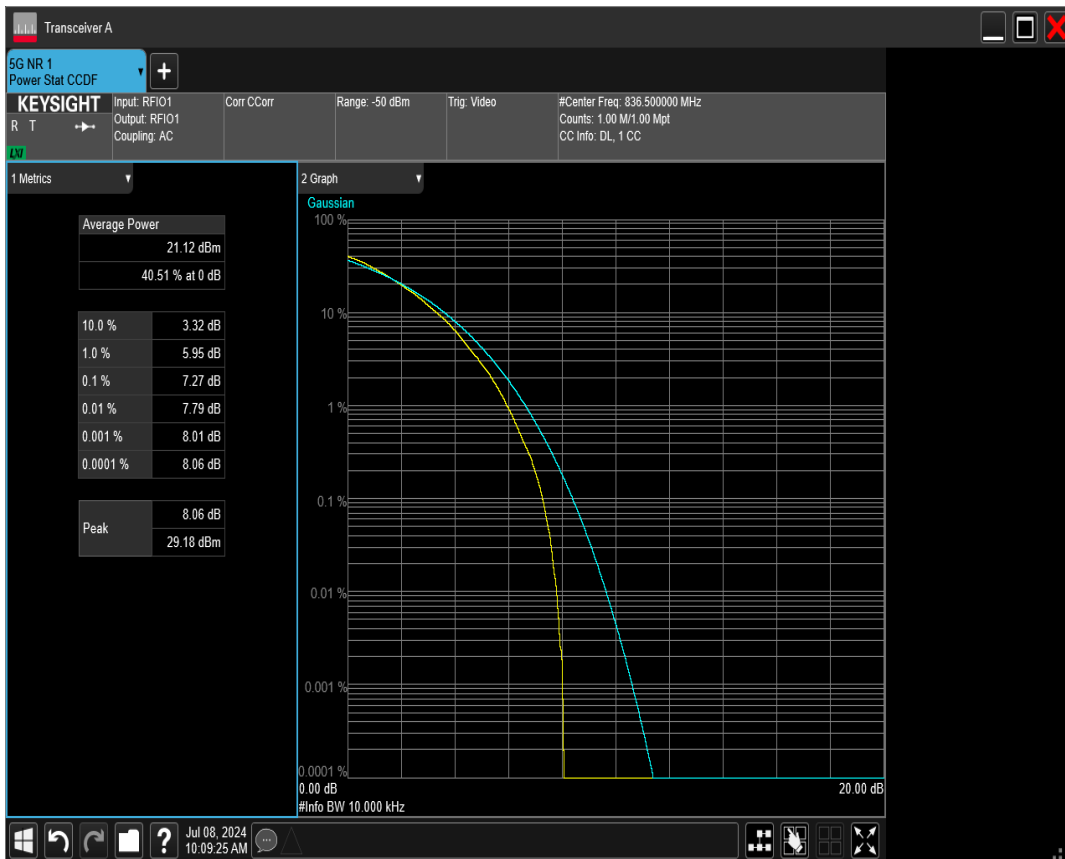 Transceiver A
5G NR 1
Power Stat CCDF
KEYSIGHT
R T
LXI
Input: RFIO1
Output: RFIO1
Coupling: AC
Corr CCorr
Range: -50 dBm
Trig: Video
#Center Freq: 836.500000 MHz
Counts: 1.00 M/1.00 Mpt
CC Info: DL, 1 CC
1 Metrics
Average Power
21.12 dBm
40.51 % at 0 dB
10.0 % 3.32 dB
1.0 % 5.95 dB
0.1 % 7.27 dB
0.01 % 7.79 dB
0.001 % 8.01 dB
0.0001 % 8.06 dB
Peak
8.06 dB
29.18 dBm
2 Graph
Gaussian
100 %
10 %
1 %
0.1 %
0.01 %
0.001 %
0.0001 %
0.00 dB 20.00 dB
#Info BW 10.000 kHz
?
Jul 08, 2024
10:09:25 AM